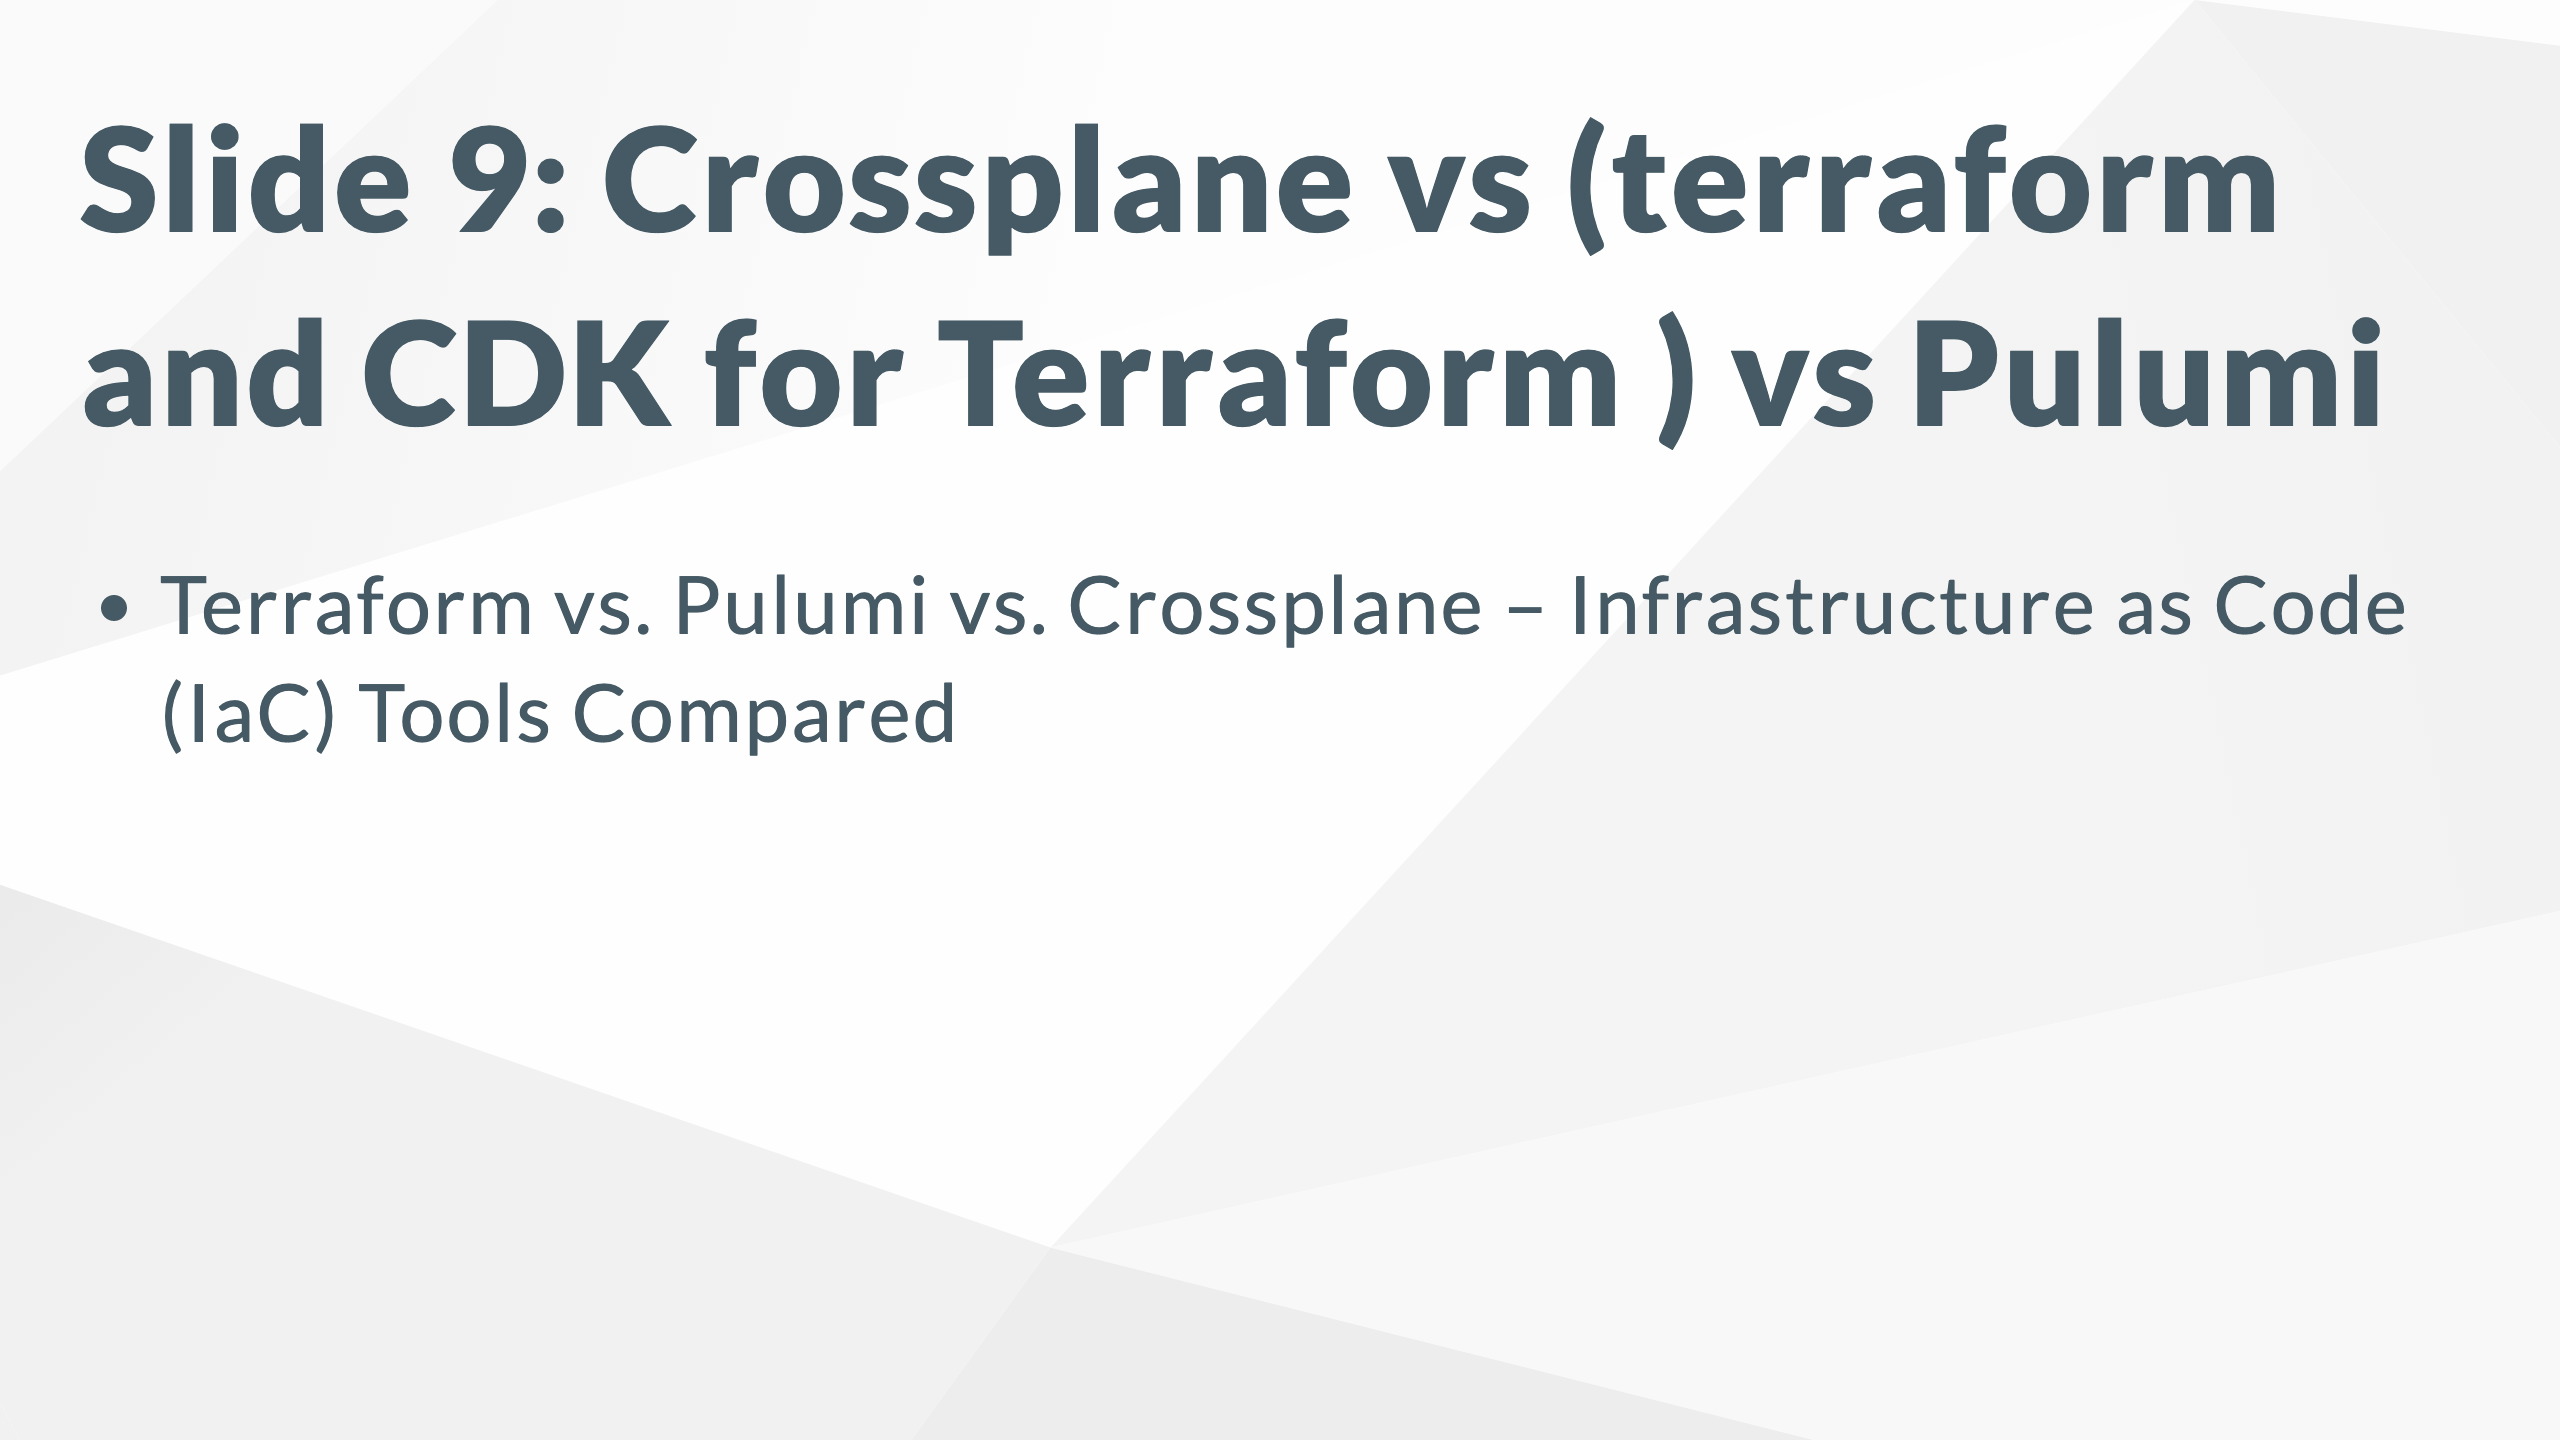 Slide 9: Crossplane vs (terraform
and CDK for Terraform ) vs Pulumi
• Terraform vs. Pulumi vs. Crossplane – Infrastructure as Code
(IaC) Tools Compared